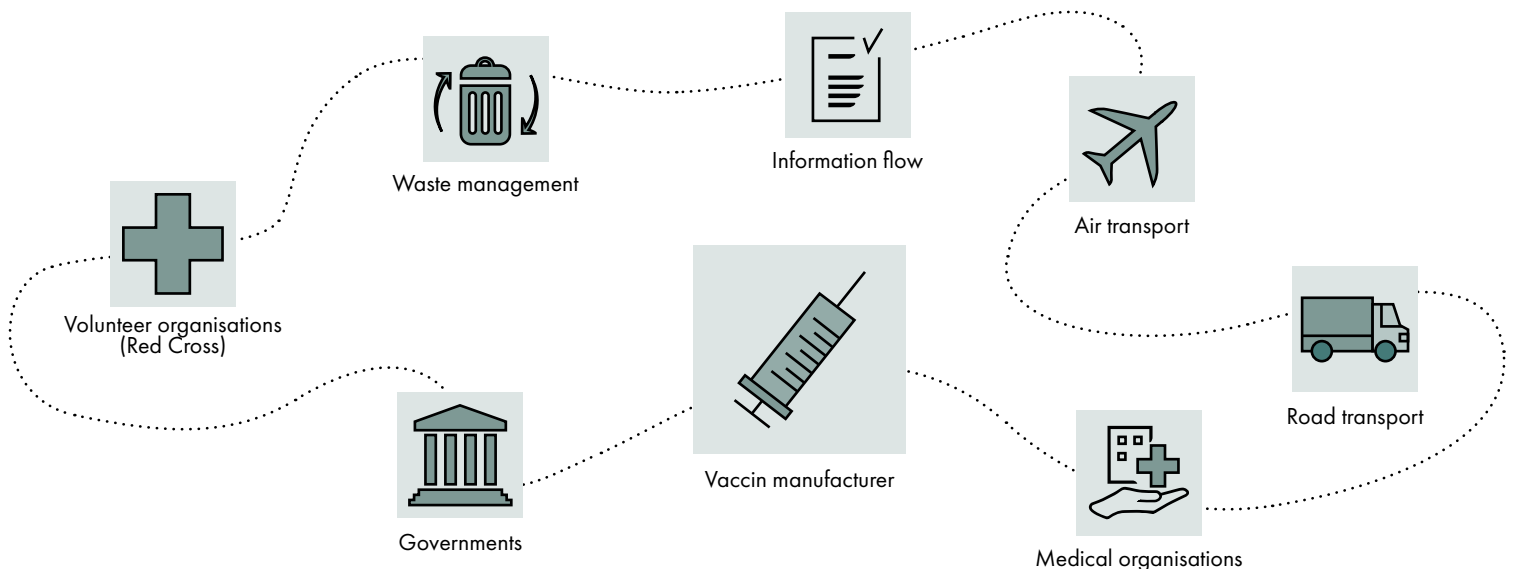 Information flow
Waste management
Air transport
Volunteer organisations
(Red Cross)
Road transport
Vaccin manufacturer
Governments
Medical organisations